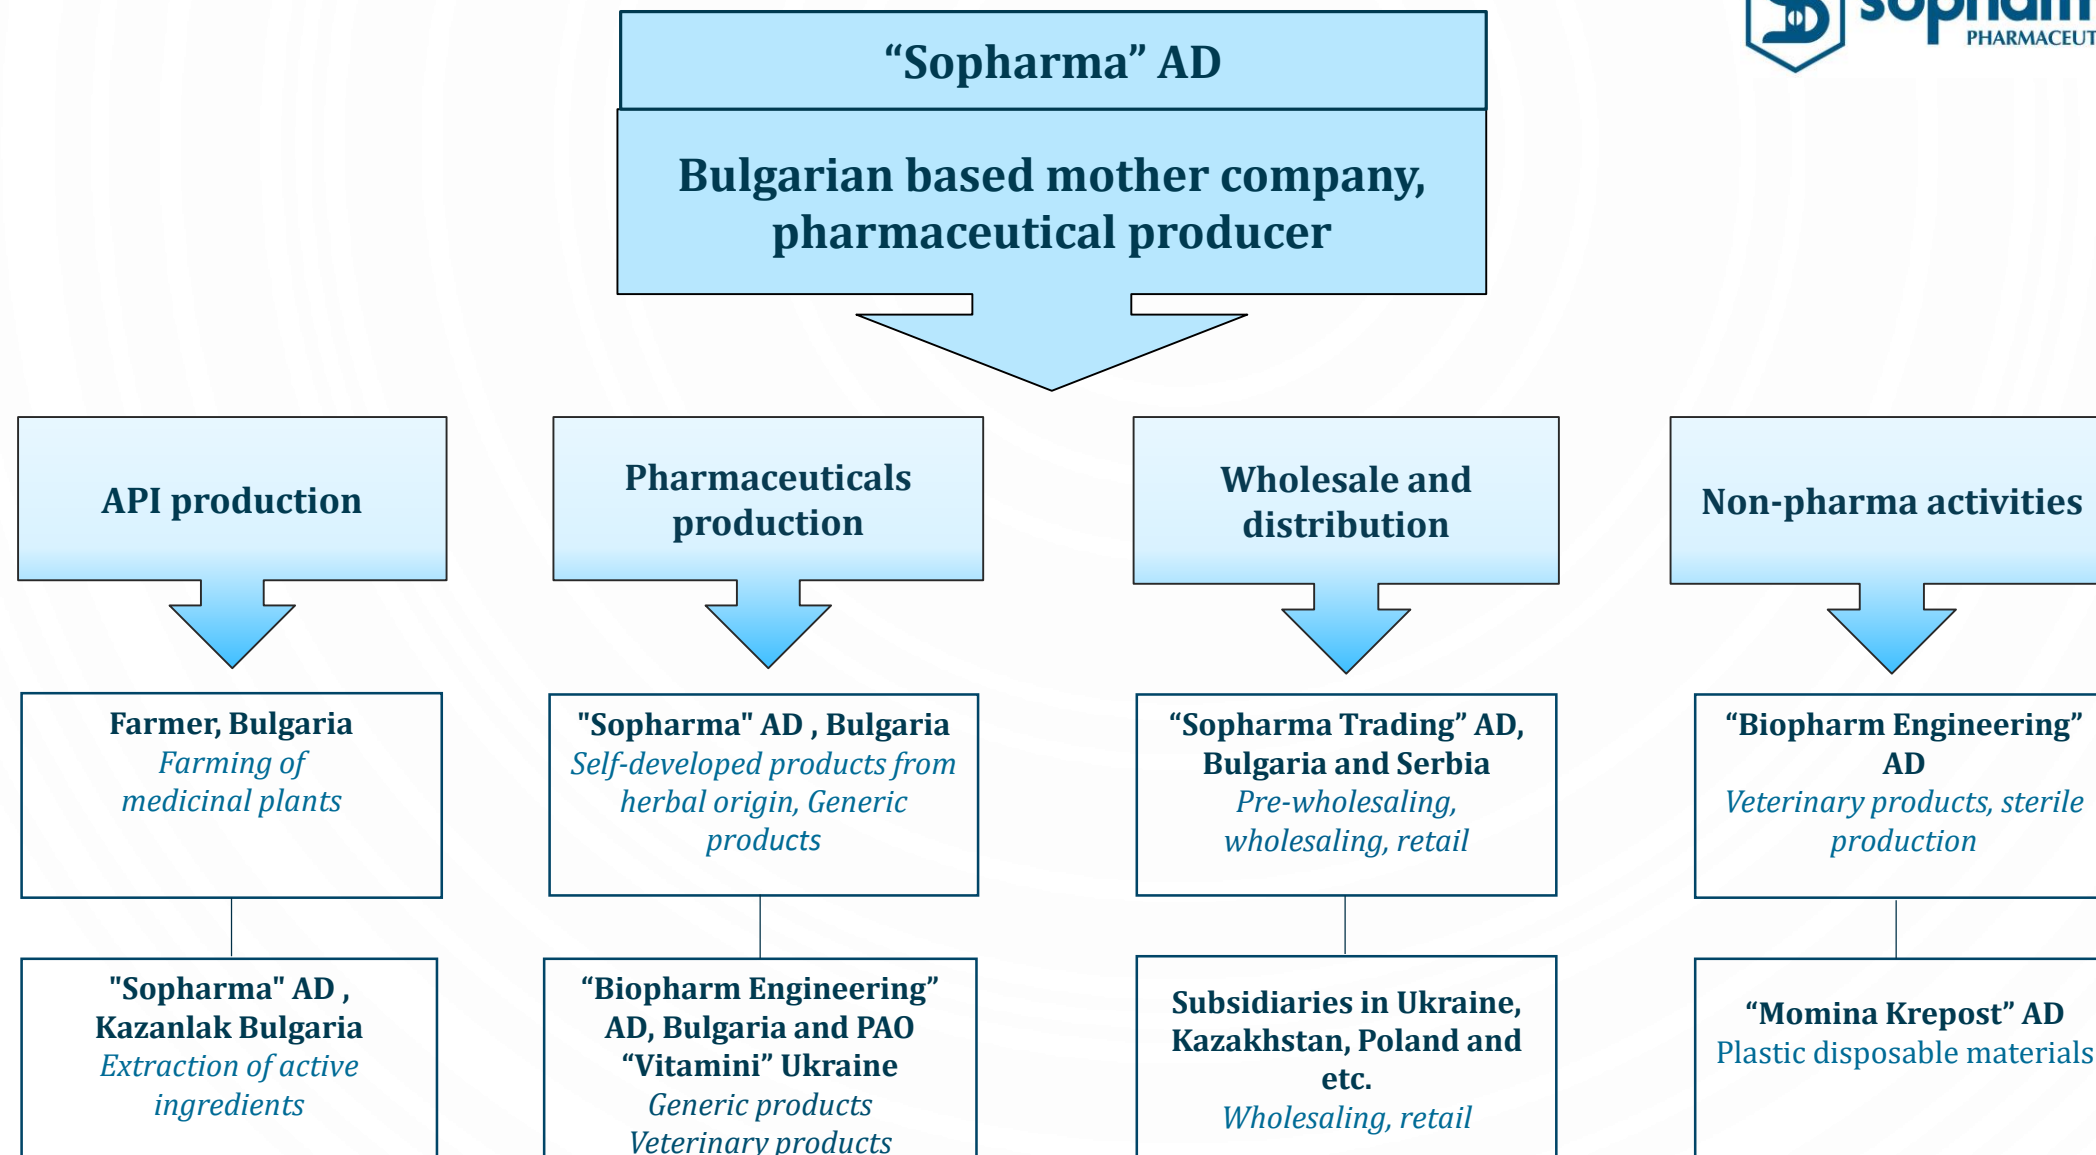 “Sopharma” AD
Bulgarian based mother company,
pharmaceutical producer
API production
Pharmaceuticals
production
Wholesale and
distribution
Non-pharma activities
Farmer, Bulgaria
Farming of
medicinal plants
"Sopharma" AD , Bulgaria
Self-developed products from
herbal origin, Generic
products
“Sopharma Trading” AD,
Bulgaria and Serbia
Pre-wholesaling,
wholesaling, retail
“Biopharm Engineering”
AD
Veterinary products, sterile
production
"Sopharma" AD ,
Kazanlak Bulgaria
Extraction of active
ingredients
“Biopharm Engineering”
AD, Bulgaria and PAO
“Vitamini” Ukraine
Generic products
Veterinary products
Subsidiaries in Ukraine,
Kazakhstan, Poland and
etc.
Wholesaling, retail
“Momina Krepost” AD
Plastic disposable materials